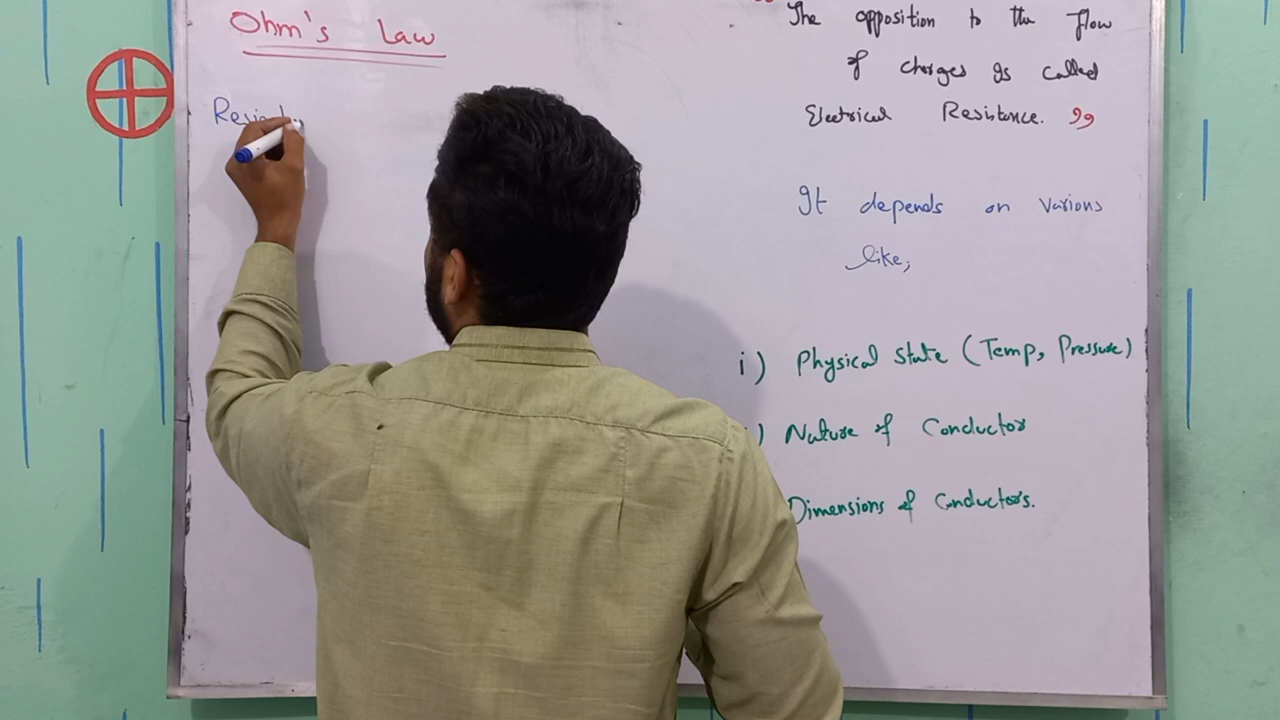 Ohm's Law
The opposition to the flow
of charges is called
Electrical Resistance. ”
It depends on various
like;
i) Physical State (Temp, Pressure)
) Nature of Conductor
Dimensions of Conductors.